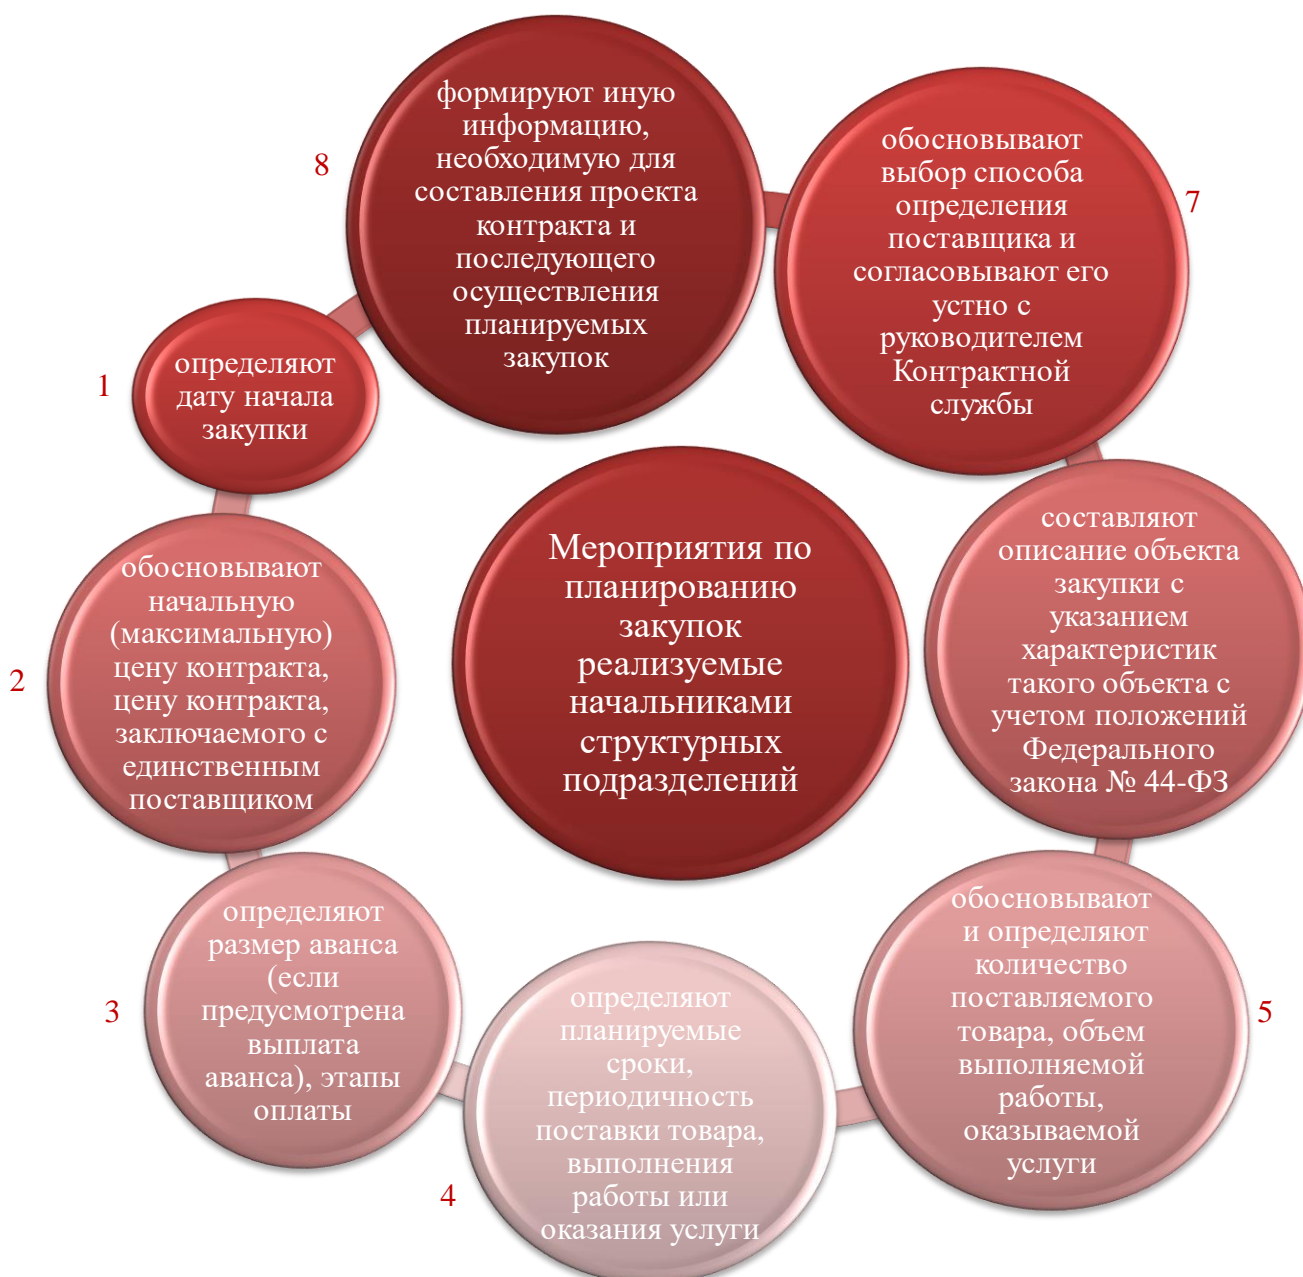 Мероприятия по
планированию
закупок
реализуемые
начальниками
структурных
подразделений
1
определяют
дату начала
закупки
2
обосновывают
начальную
(максимальную)
цену контракта,
цену контракта,
заключаемого с
единственным
поставщиком
3
определяют
размер аванса
(если
предусмотрена
выплата
аванса), этапы
оплаты
4
определяют
планируемые
сроки,
периодичность
поставки товара,
выполнения
работы или
оказания услуги
5
обосновывают
и определяют
количество
поставляемого
товара, объем
выполняемой
работы,
оказываемой
услуги
составляют
описание объекта
закупки с
указанием
характеристик
такого объекта с
учетом положений
Федерального
закона № 44-ФЗ
7
обосновывают
выбор способа
определения
поставщика и
согласовывают его
устно с
руководителем
Контрактной
службы
8
формируют иную
информацию,
необходимую для
составления проекта
контракта и
последующего
осуществления
планируемых
закупок